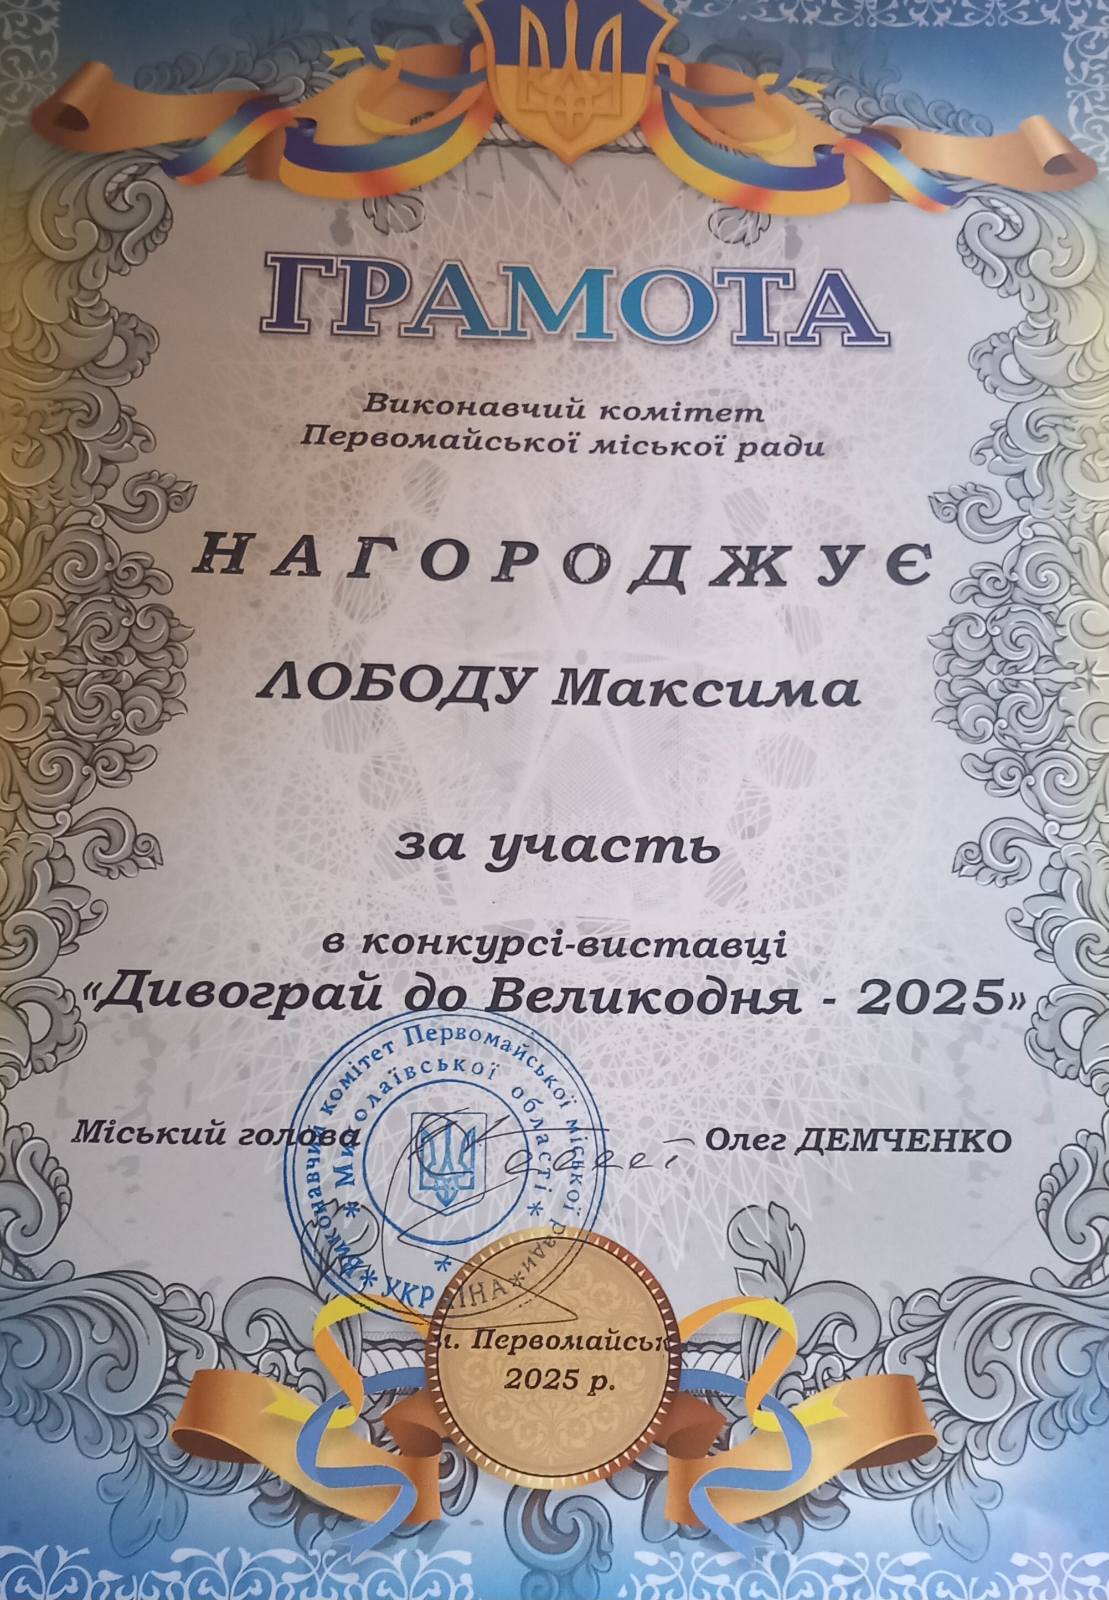 ГРАМОТА
Виконавчий комітет
Первомайської міської ради
НАГОРОДЖУЄ
ЛОБОДУ Максима
за участь
в конкурсі-виставці
«Дивограй до Великодня - 2025»
Міський голова Олег ДЕМЧЕНКО
Виконавчий комітет Первомайської міської ради
* Миколаївської області *
* УКРАЇНА *
м. Первомайськ
2025 р.